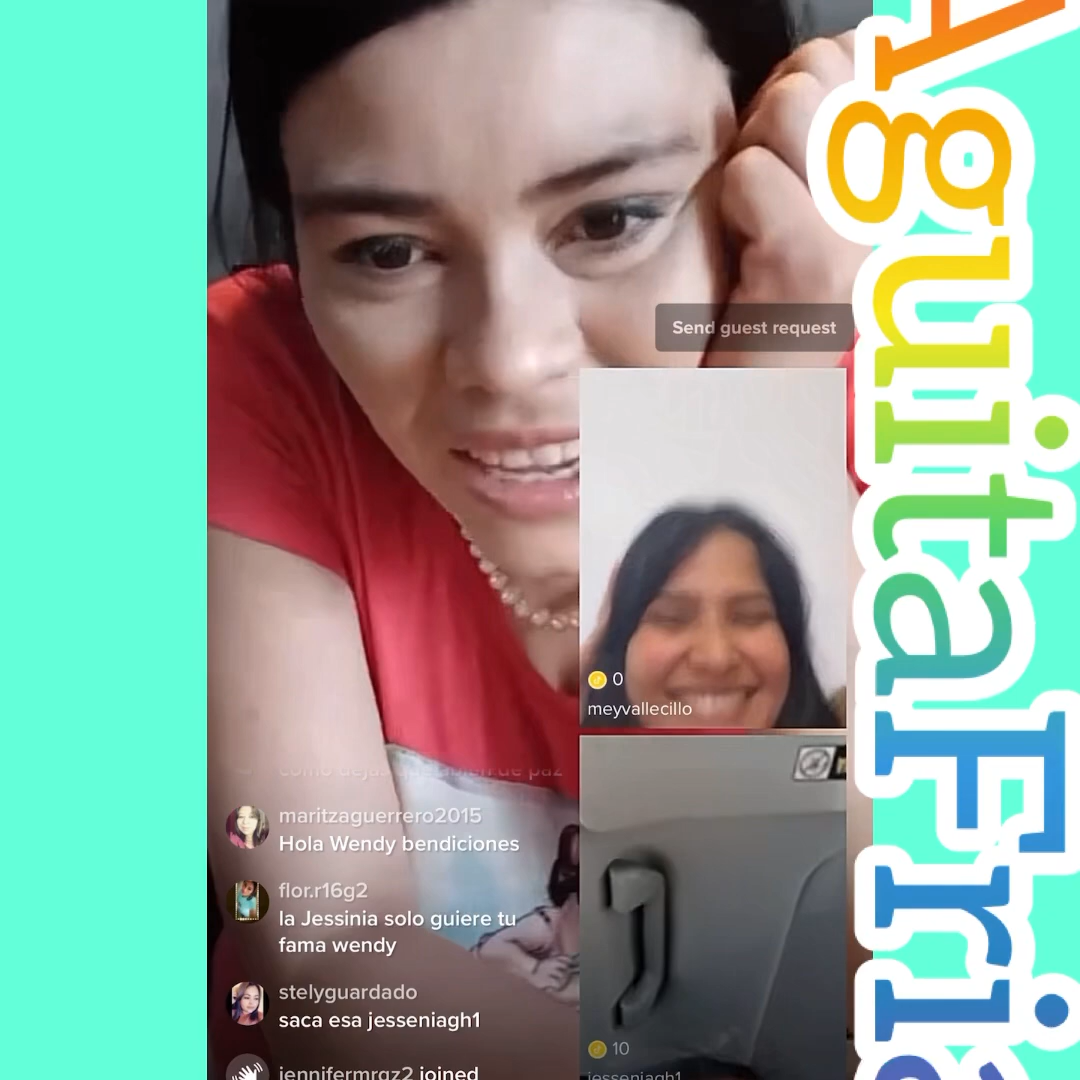 AguitaFria
Send guest request
0
meyvallecillo
maritzaguerrero2015
Hola Wendy bendiciones
flor.r16g2
la Jessinia solo guiere tu
fama wendy
stelyguardado
saca esa jesseniagh1
jennifermrgz2 joined
10
jesseniagh1